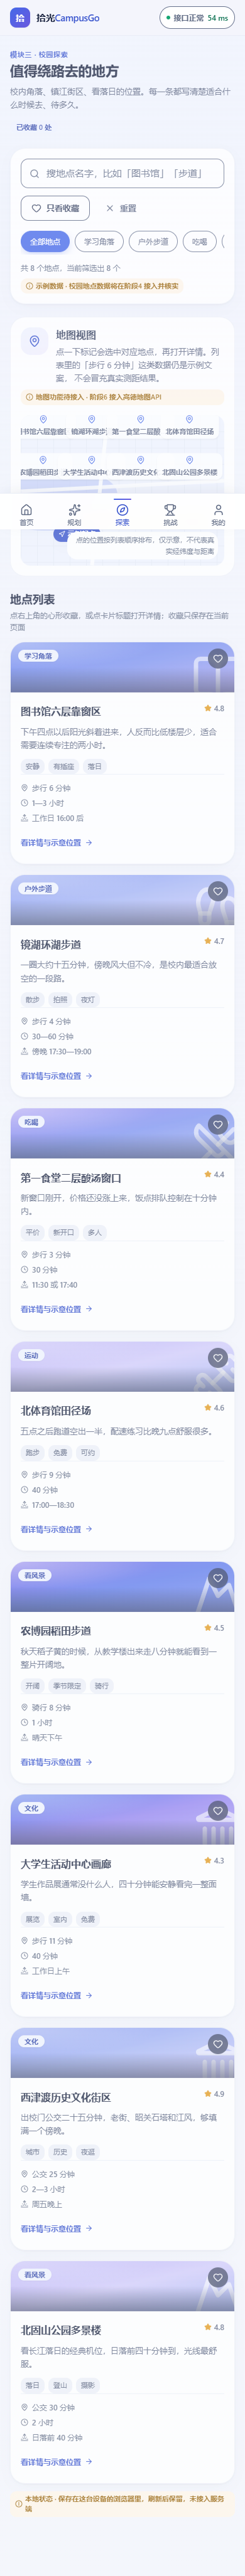 拾 拾光CampusGo
接口正常 54 ms
模块三 · 校园探索
值得绕路去的地方
校内角落、镇江街区、看落日的位置。每一条都写清楚适合什
么时候去、待多久。
已收藏 0 处
搜地点名字，比如「图书馆」「步道」
只看收藏
重置
全部地点 学习角落 户外步道 吃喝
共 8 个地点，当前筛选出 8 个
示例数据 · 校园地点数据将在阶段4 接入并核实
地图视图
点一下标记会选中对应地点，再打开详情。列
表里的「步行 6 分钟」这类数据仍是示例文
案，不会冒充真实测距结果。
地图功能待接入 · 阶段6 接入高德地图API
书馆六层靠窗区 镜湖环湖步道 第一食堂二层酸 北体育馆田径场
农博园稻田步 大学生活动中心 西津渡历史文化 北固山公园多景楼
首页 规划 探索 挑战 我的
点的位置按列表顺序排布，仅示意，不代表真
实经纬度与距离
地点列表
点右上角的心形收藏，或点卡片标题打开详情；收藏只保存在当前
页面
学习角落
图书馆六层靠窗区 4.8
下午四点以后阳光斜着进来，人反而比低楼层少，适合
需要连续专注的两小时。
安静 有插座 落日
步行 6 分钟
1—3 小时
工作日 16:00 后
看详情与示意位置
户外步道
镜湖环湖步道 4.7
一圈大约十五分钟，傍晚风大但不冷，是校内最适合放
空的一段路。
散步 拍照 夜灯
步行 4 分钟
30—60 分钟
傍晚 17:30—19:00
看详情与示意位置
吃喝
第一食堂二层酸汤窗口 4.4
新窗口刚开，价格还没涨上来，饭点排队控制在十分钟
内。
平价 新开口 多人
步行 3 分钟
30 分钟
11:30 或 17:40
看详情与示意位置
运动
北体育馆田径场 4.6
五点之后跑道空出一半，配速练习比晚九点舒服很多。
跑步 免费 可约
步行 9 分钟
40 分钟
17:00—18:30
看详情与示意位置
看风景
农博园稻田步道 4.5
秋天稻子黄的时候，从教学楼出来走八分钟就能看到一
整片开阔地。
开阔 季节限定 骑行
骑行 8 分钟
1 小时
晴天下午
看详情与示意位置
文化
大学生活动中心画廊 4.3
学生作品展通常没什么人，四十分钟能安静看完一整面
墙。
展览 室内 免费
步行 11 分钟
40 分钟
工作日上午
看详情与示意位置
文化
西津渡历史文化街区 4.9
出校门公交二十五分钟，老街、昭关石塔和江风，够填
满一个傍晚。
城市 历史 夜逛
公交 25 分钟
2—3 小时
周五晚上
看详情与示意位置
看风景
北固山公园多景楼 4.8
看长江落日的经典机位，日落前四十分钟到，光线最舒
服。
落日 登山 摄影
公交 30 分钟
2 小时
日落前 40 分钟
看详情与示意位置
本地状态 · 保存在这台设备的浏览器里，刷新后保留，未接入服务
端